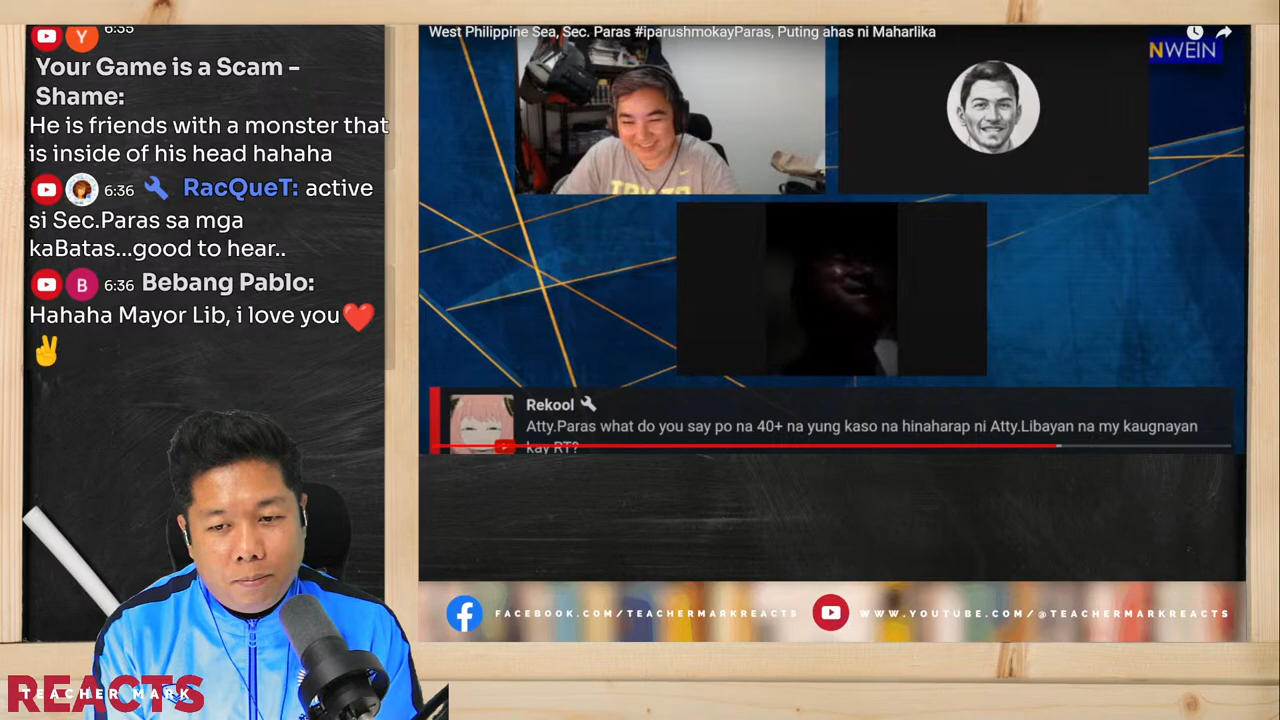 6:35
Y
Your Game is a Scam -
Shame:
He is friends with a monster that
is inside of his head hahaha
6:36 RacQueT: active
si Sec.Paras sa mga
kaBatas...good to hear..
B 6:36 Bebang Pablo:
Hahaha Mayor Lib, i love you❤️
✌️
West Philippine Sea, Sec. Paras #iparushmokayParas, Puting ahas ni Maharlika
NWEIN
Rekool
Atty.Paras what do you say po na 40+ na yung kaso na hinaharap ni Atty.Libayan na my kaugnayan
kay RT?
FACEBOOK.COM/TEACHERMARKREACTS
WWW.YOUTUBE.COM/@TEACHERMARKREACTS
TEACHER MARK
REACTS